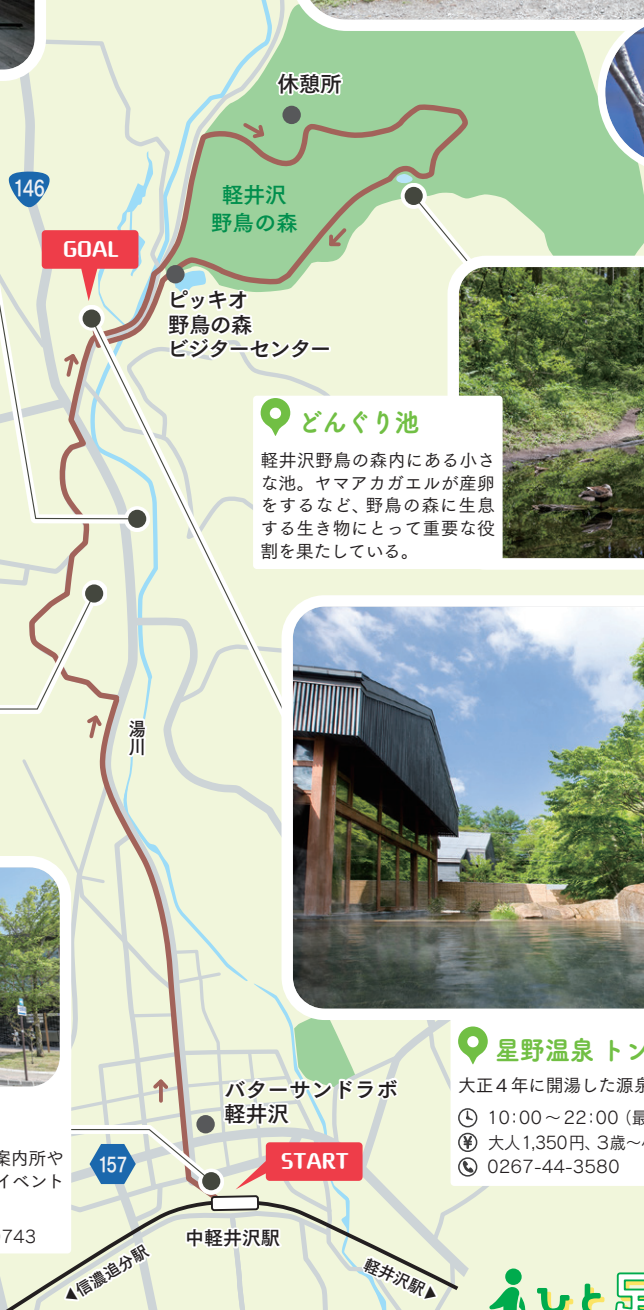 休憩所
146
軽井沢
野鳥の森
GOAL
ピッキオ
野鳥の森
ビジターセンター
どんぐり池
軽井沢野鳥の森内にある小さ
な池。ヤマアカガエルが産卵
をするなど、野鳥の森に生息
する生き物にとって重要な役
割を果たしている。
湯川
星野温泉 トン
大正4年に開湯した源泉
10:00～22:00（最
大人1,350円、3歳～
0267-44-3580
バターサンドラボ
軽井沢
案内所や
イベント
0743
157
START
中軽井沢駅
◀信濃追分駅
軽井沢駅▶
ひと